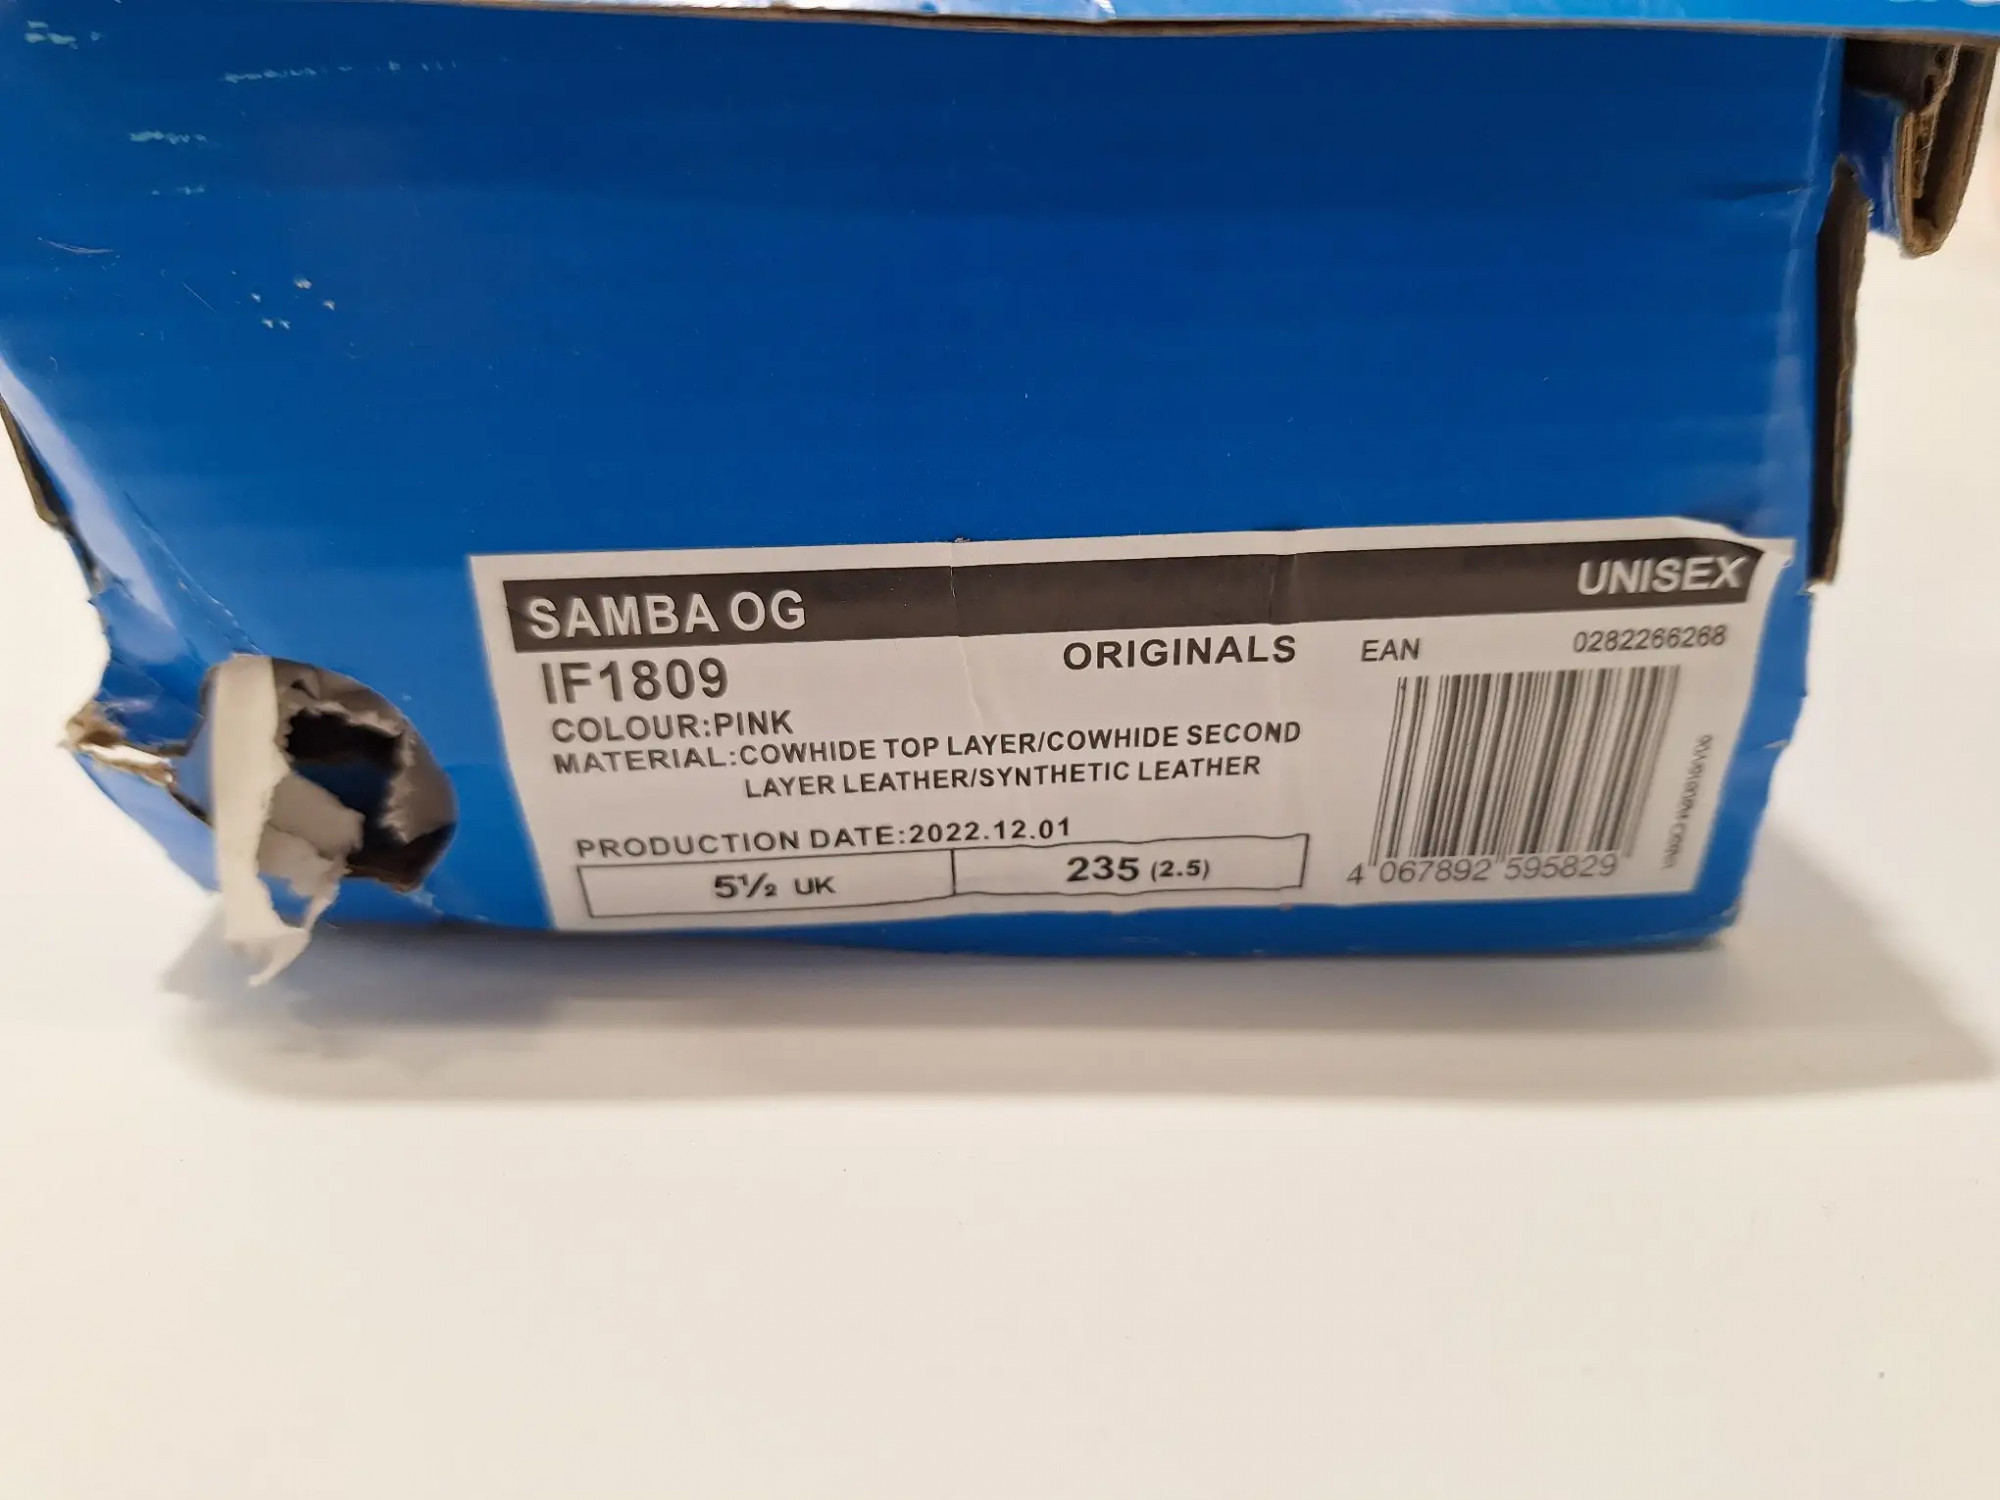 SAMBA OG UNISEX
IF1809 ORIGINALS EAN 0282266268
COLOUR:PINK
MATERIAL:COWHIDE TOP LAYER/COWHIDE SECOND
LAYER LEATHER/SYNTHETIC LEATHER
PRODUCTION DATE:2022.12.01
5½ UK 235 (2.5)
4 067892 595829